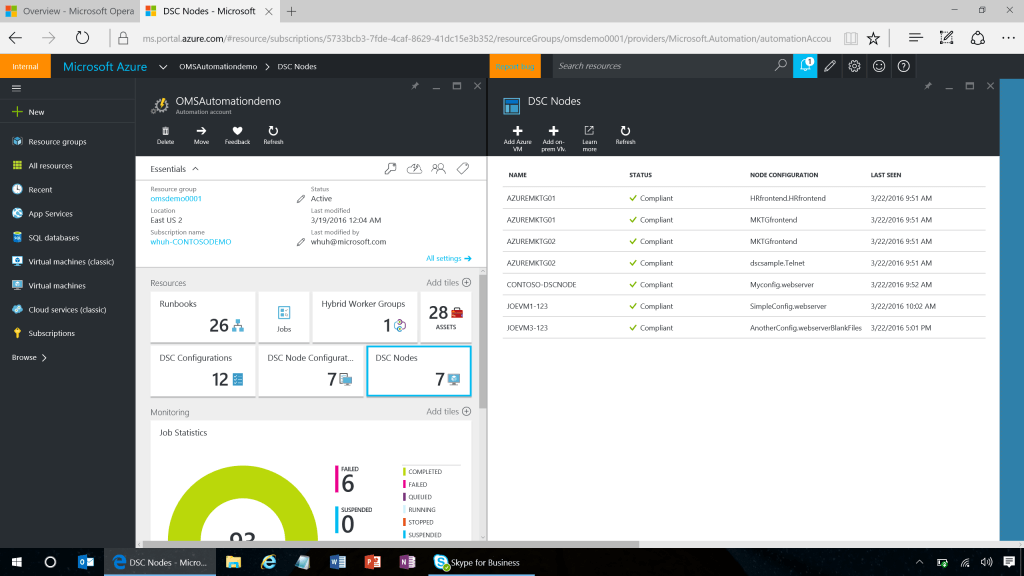 Overview - Microsoft Opera
DSC Nodes - Microsoft
ms.portal.azure.com/#resource/subscriptions/5733bcb3-7fde-4caf-8629-41dc15e3b352/resourceGroups/omsdemo0001/providers/Microsoft.Automation/automationAccou
Internal
Microsoft Azure
OMSAutomationdemo
DSC Nodes
Report Bug
Search resources
1
New
Resource groups
All resources
Recent
App Services
SQL databases
Virtual machines (classic)
Virtual machines
Cloud services (classic)
Subscriptions
Browse
OMSAutomationdemo
Automation account
Delete
Move
Feedback
Refresh
Essentials
Resource group
omsdemo0001
Location
East US 2
Subscription name
whuh-CONTOSODEMO
Status
Active
Last modified
3/19/2016 12:04 AM
Last modified by
whuh@microsoft.com
All settings
Resources
Add tiles
Runbooks
26
Jobs
Hybrid Worker Groups
1
28
ASSETS
DSC Configurations
12
DSC Node Configurat...
7
DSC Nodes
7
Monitoring
Add tiles
Job Statistics
FAILED
6
SUSPENDED
0
COMPLETED
FAILED
QUEUED
RUNNING
STOPPED
SUSPENDED
DSC Nodes
Add Azure VM
Add on-prem VM
Learn more
Refresh
NAME STATUS NODE CONFIGURATION LAST SEEN
AZUREMKTG01 Compliant HRfrontend.HRfrontend 3/22/2016 9:51 AM
AZUREMKTG01 Compliant MKTGfrontend 3/22/2016 9:51 AM
AZUREMKTG02 Compliant MKTGfrontend 3/22/2016 9:51 AM
AZUREMKTG02 Compliant dscsample.Telnet 3/22/2016 9:51 AM
CONTOSO-DSCNODE Compliant Myconfig.webserver 3/22/2016 9:52 AM
JOEVM1-123 Compliant SimpleConfig.webserver 3/22/2016 10:02 AM
JOEVM3-123 Compliant AnotherConfig.webserverBlankFiles 3/22/2016 5:01 PM
DSC Nodes - Micro...
Skype for Business